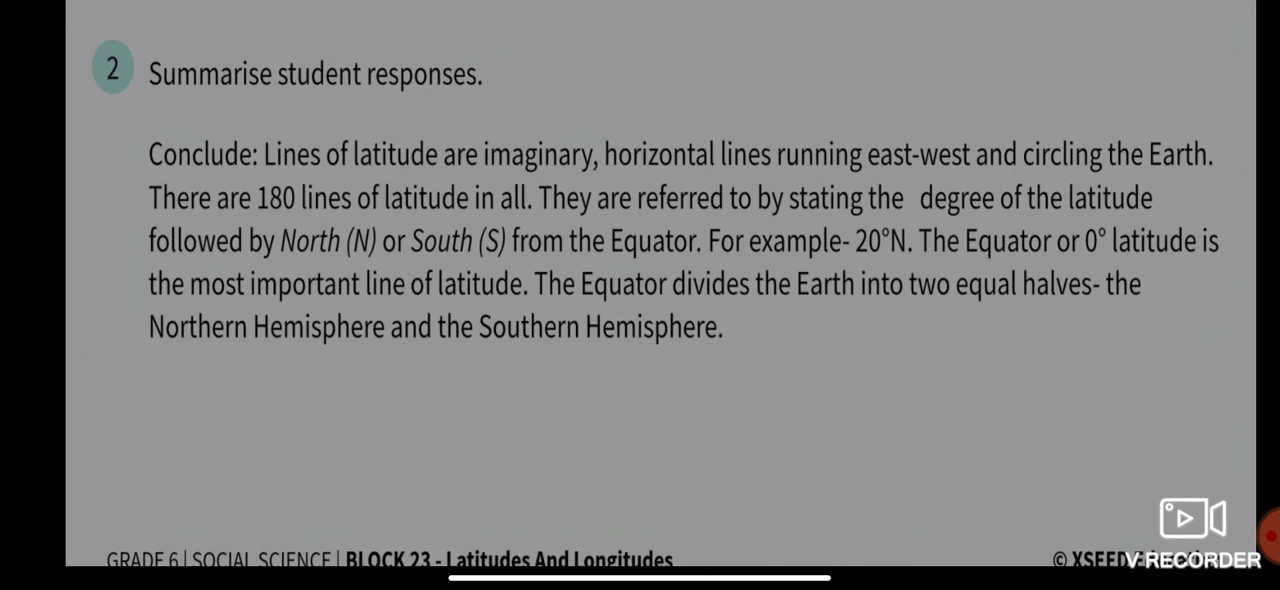 2
Summarise student responses.
Conclude: Lines of latitude are imaginary, horizontal lines running east-west and circling the Earth.
There are 180 lines of latitude in all. They are referred to by stating the degree of the latitude
followed by North (N) or South (S) from the Equator. For example- 20°N. The Equator or 0° latitude is
the most important line of latitude. The Equator divides the Earth into two equal halves- the
Northern Hemisphere and the Southern Hemisphere.
GRADE 6 | SOCIAL SCIENCE | BLOCK 23 - Latitudes And Longitudes
© XSEED
V-RECORDER